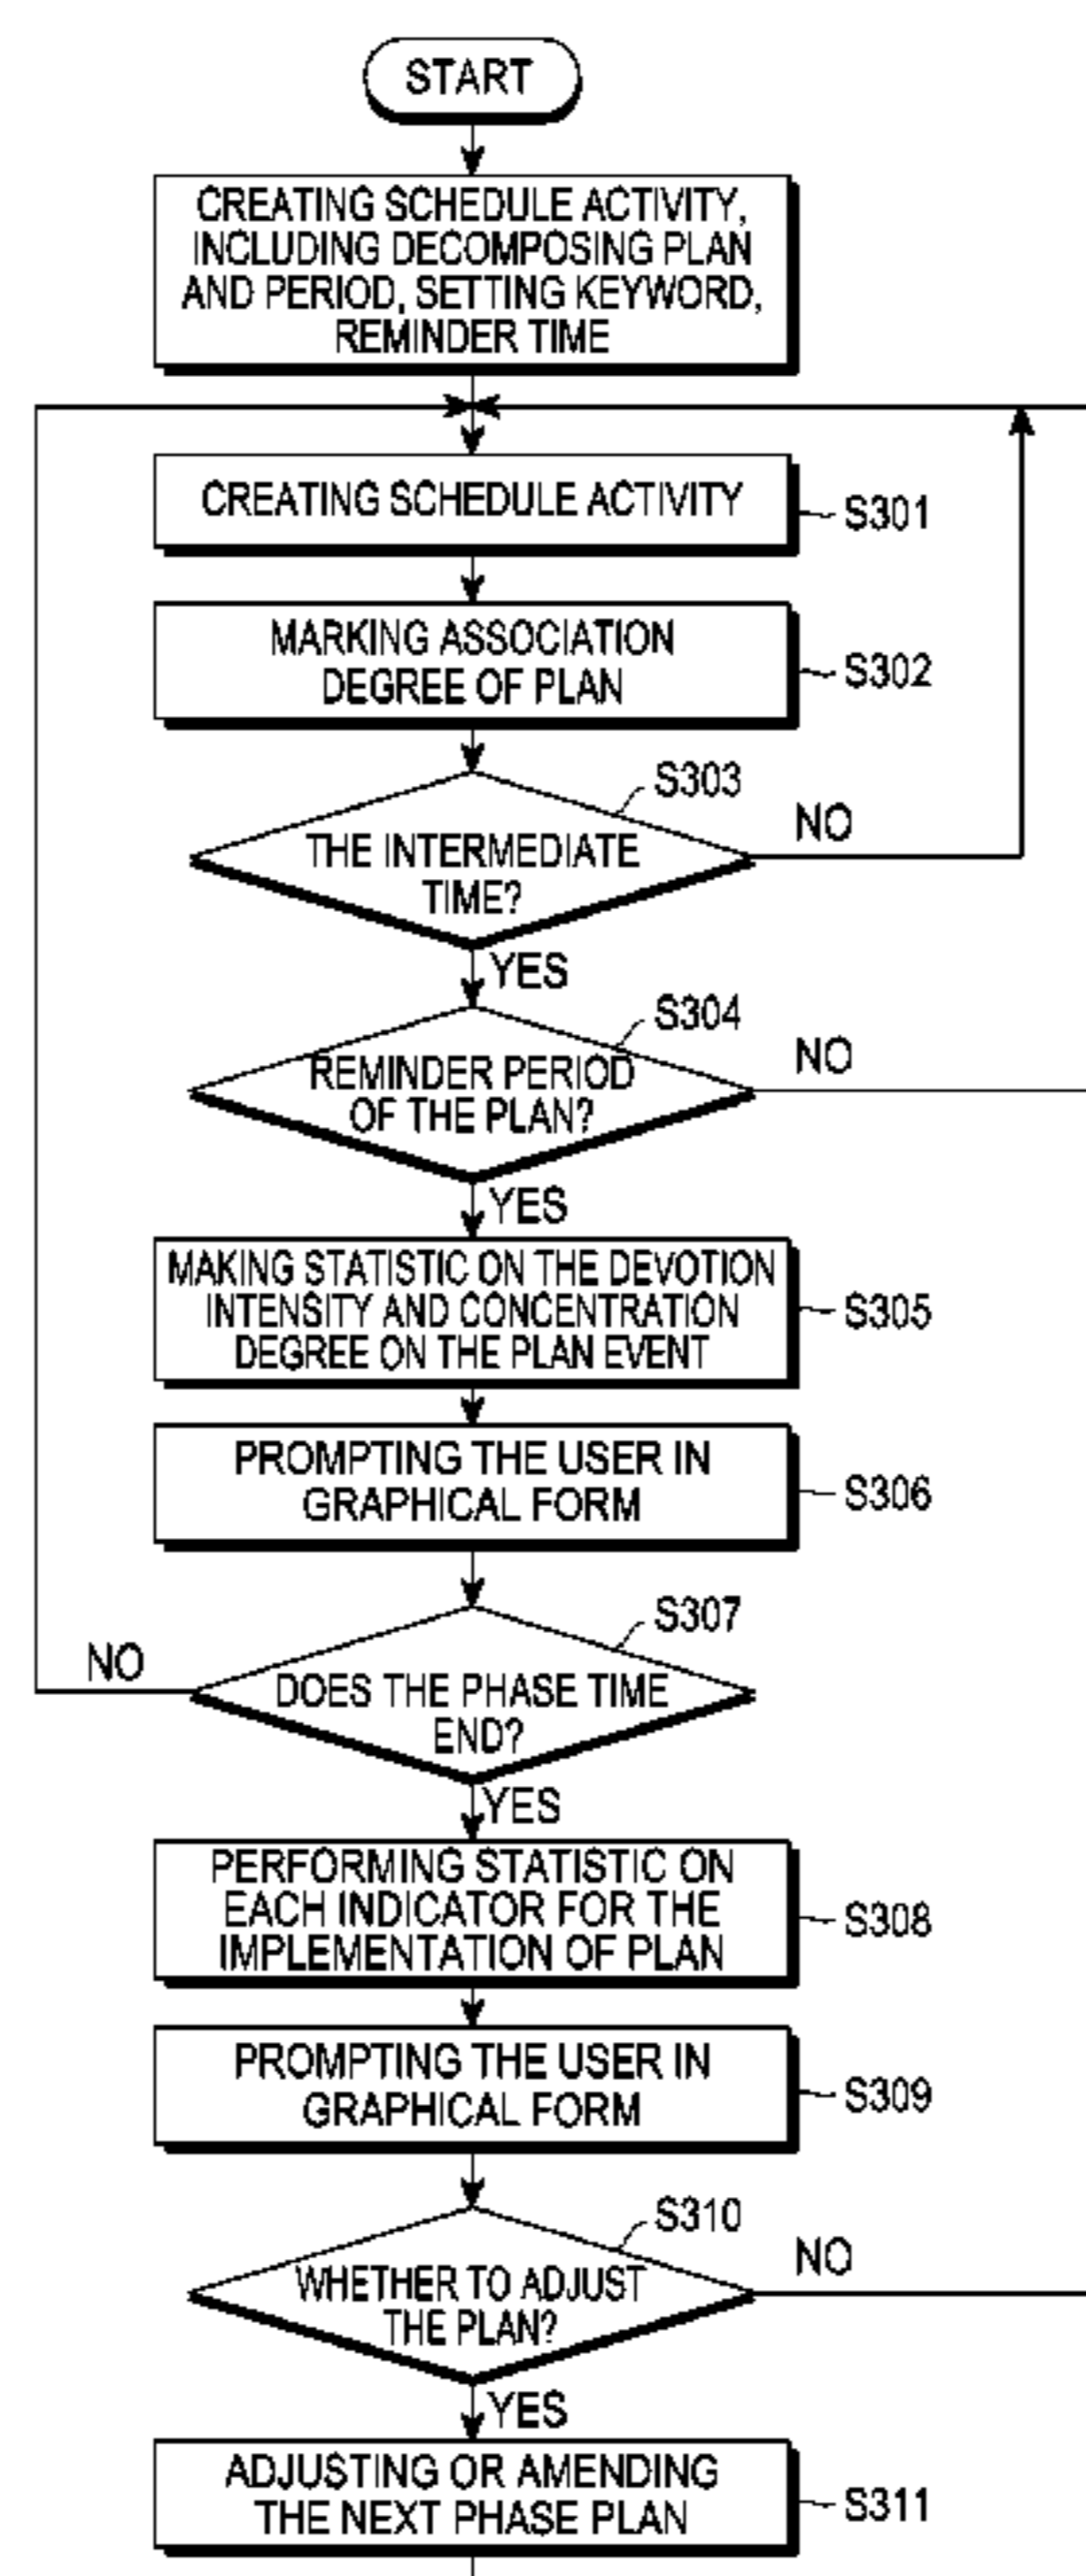 START
CREATING SCHEDULE ACTIVITY,
INCLUDING DECOMPOSING PLAN
AND PERIOD, SETTING KEYWORD,
REMINDER TIME
CREATING SCHEDULE ACTIVITY
S301
MARKING ASSOCIATION
DEGREE OF PLAN
S302
S303
THE INTERMEDIATE
TIME?
NO
YES
S304
REMINDER PERIOD
OF THE PLAN?
NO
YES
MAKING STATISTIC ON THE DEVOTION
INTENSITY AND CONCENTRATION
DEGREE ON THE PLAN EVENT
S305
PROMPTING THE USER IN
GRAPHICAL FORM
S306
S307
DOES THE PHASE TIME
END?
NO
YES
PERFORMING STATISTIC ON
EACH INDICATOR FOR THE
IMPLEMENTATION OF PLAN
S308
PROMPTING THE USER IN
GRAPHICAL FORM
S309
S310
WHETHER TO ADJUST
THE PLAN?
NO
YES
ADJUSTING OR AMENDING
THE NEXT PHASE PLAN
S311